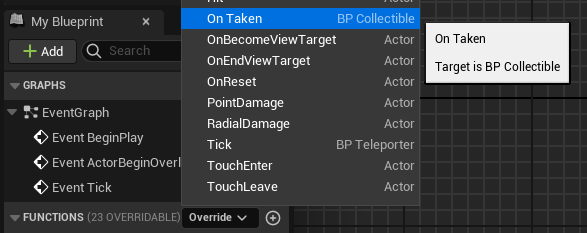 My Blueprint
Hit Actor
On Taken BP Collectible
On Taken
Add
Search
OnBecomeViewTarget Actor
Target is BP Collectible
OnEndViewTarget Actor
GRAPHS
OnReset Actor
EventGraph
PointDamage Actor
RadialDamage Actor
Event BeginPlay
Tick BP Teleporter
Event ActorBeginOverl
TouchEnter Actor
Event Tick
TouchLeave Actor
FUNCTIONS (23 OVERRIDABLE) Override